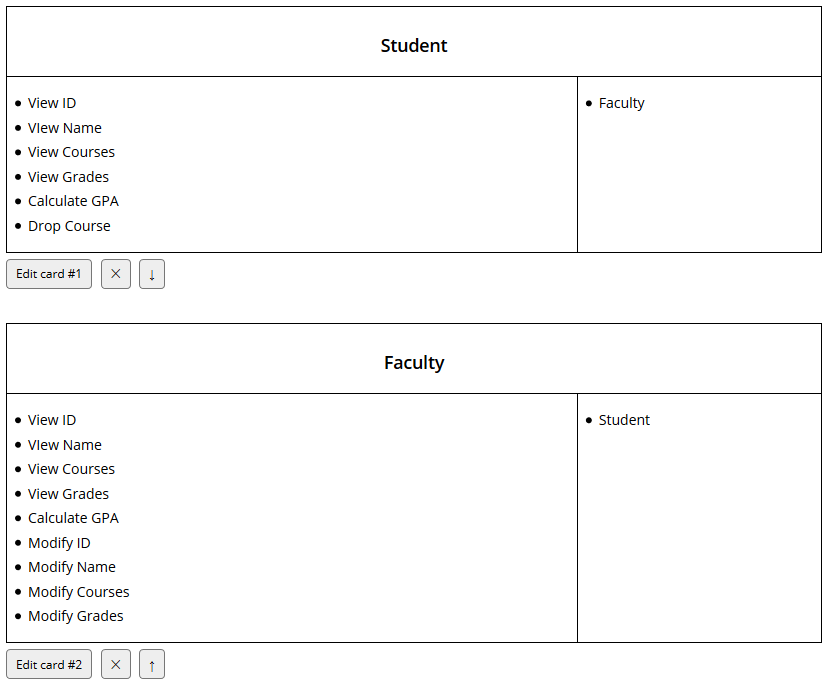 Student
View ID
VIew Name
View Courses
View Grades
Calculate GPA
Drop Course
Faculty
Edit card #1
×
↓
Faculty
View ID
VIew Name
View Courses
View Grades
Calculate GPA
Modify ID
Modify Name
Modify Courses
Modify Grades
Student
Edit card #2
×
↑